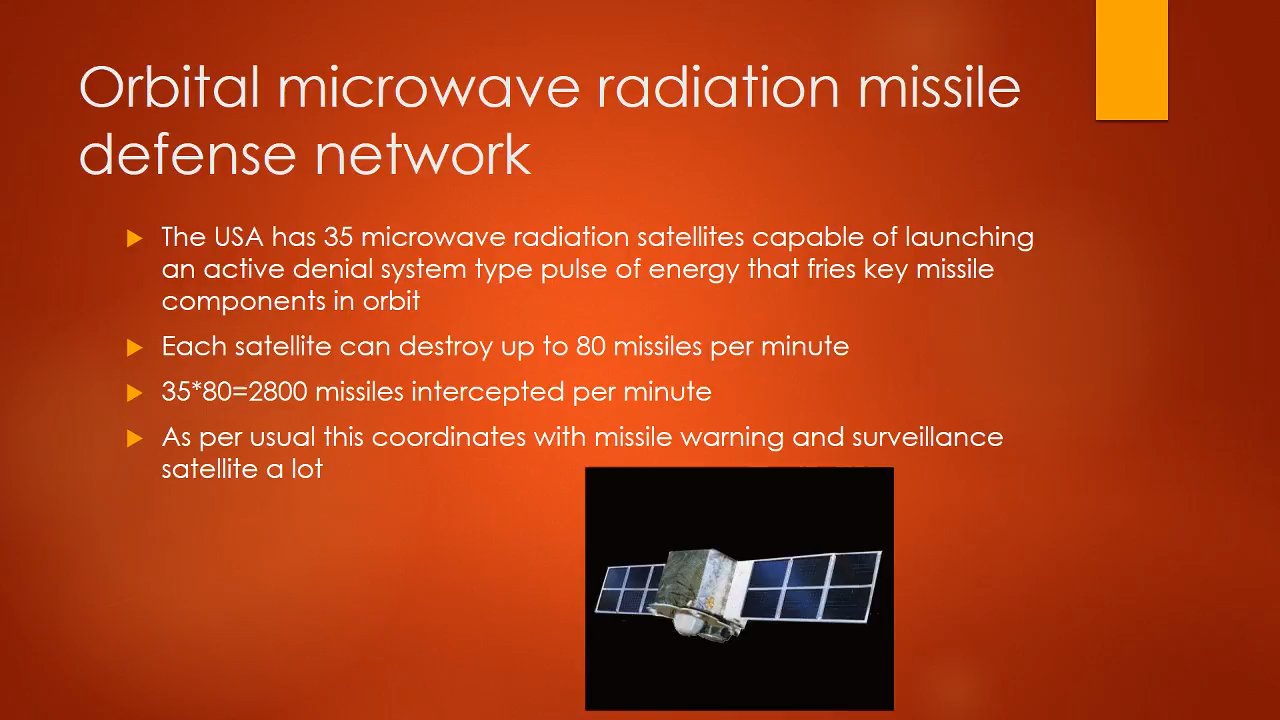 Orbital microwave radiation missile
defense network
The USA has 35 microwave radiation satellites capable of launching
an active denial system type pulse of energy that fries key missile
components in orbit
Each satellite can destroy up to 80 missiles per minute
35*80=2800 missiles intercepted per minute
As per usual this coordinates with missile warning and surveillance
satellite a lot